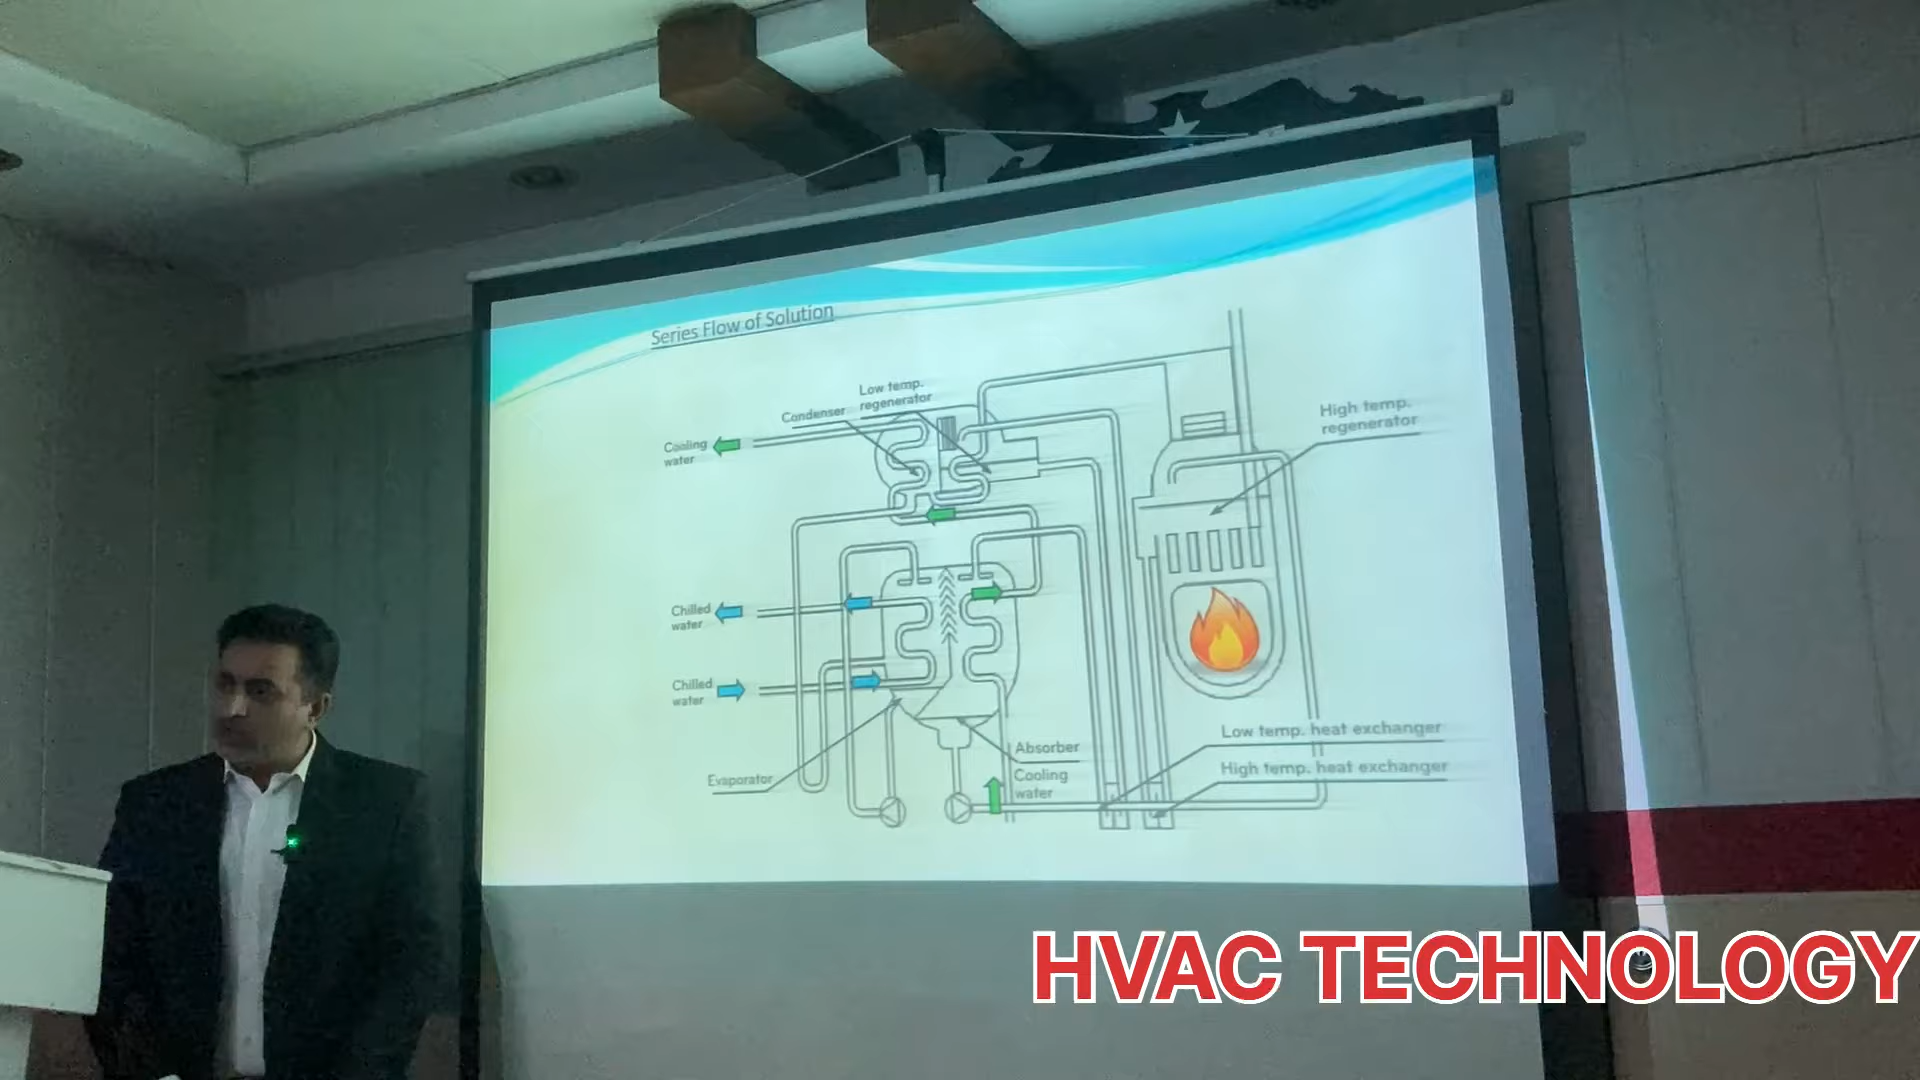 Series Flow of Solution
Low temp.
regenerator
Condenser
High temp.
regenerator
Cooling
water
Chilled
water
Chilled
water
Low temp. heat exchanger
Absorber
High temp. heat exchanger
Cooling
water
Evaporator
HVAC TECHNOLOGY